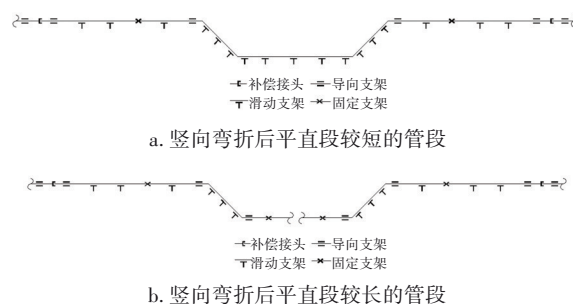 补偿接头 导向支架
滑动支架 固定支架
a. 竖向弯折后平直段较短的管段
补偿接头 导向支架
滑动支架 固定支架
b. 竖向弯折后平直段较长的管段